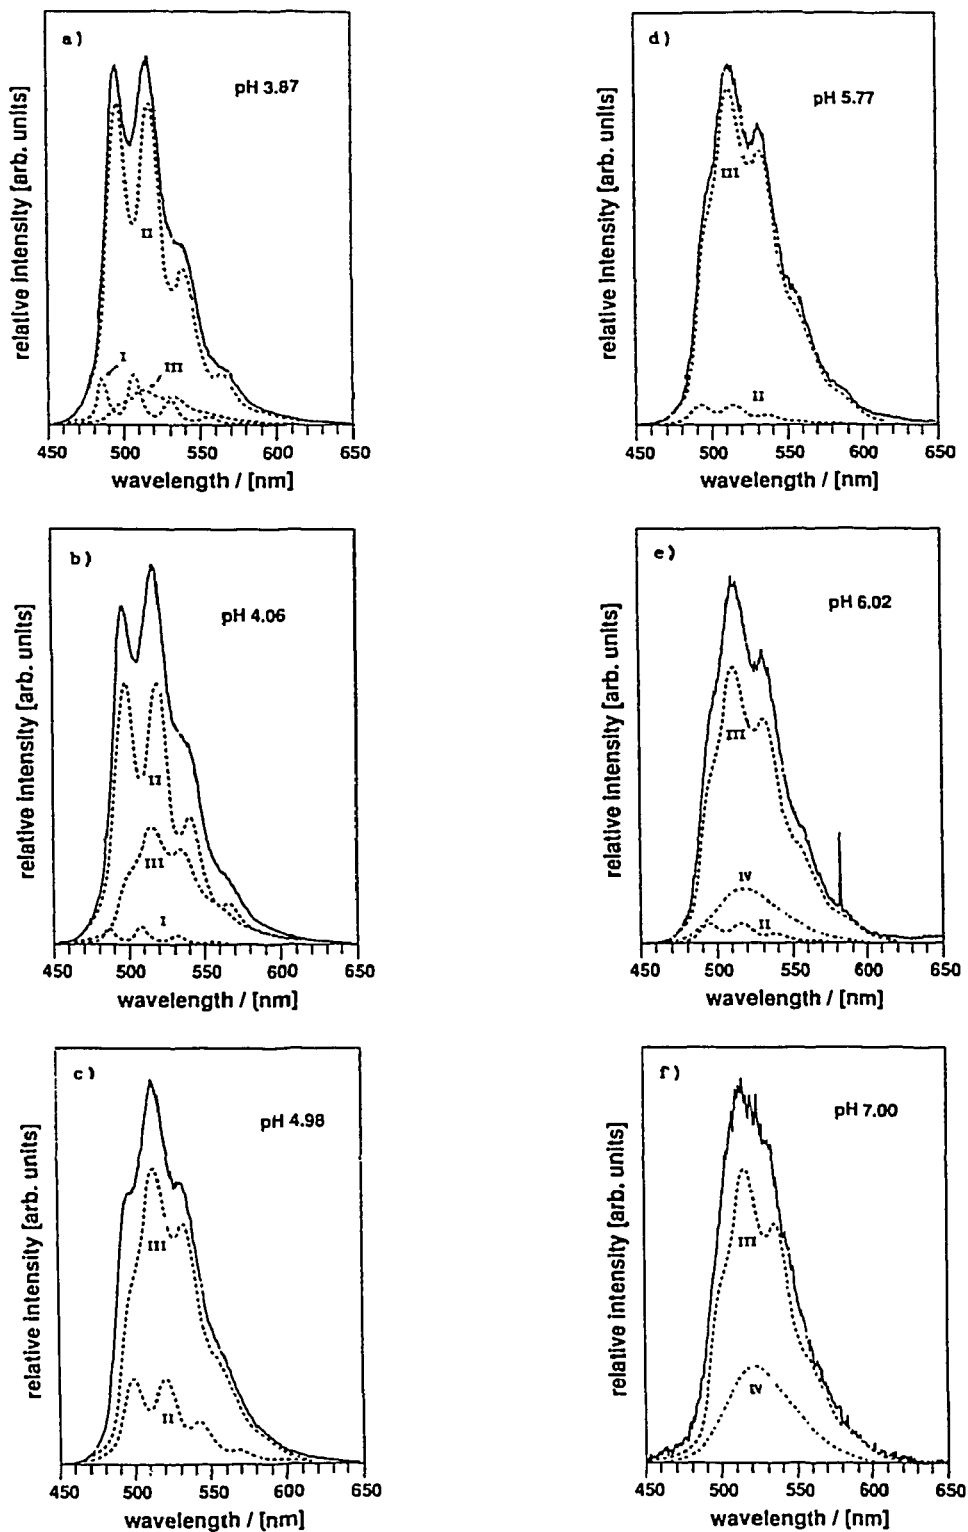 a)
pH 3.87
II
I
III
relative intensity [arb. units]
450 500 550 600 650
wavelength / [nm]
d)
pH 5.77
III
II
relative intensity [arb. units]
450 500 550 600 650
wavelength / [nm]
b)
pH 4.06
II
III
I
relative intensity [arb. units]
450 500 550 600 650
wavelength / [nm]
e)
pH 6.02
III
IV
II
relative intensity [arb. units]
450 500 550 600 650
wavelength / [nm]
c)
pH 4.98
III
II
relative intensity [arb. units]
450 500 550 600 650
wavelength / [nm]
f)
pH 7.00
III
IV
relative intensity [arb. units]
450 500 550 600 650
wavelength / [nm]